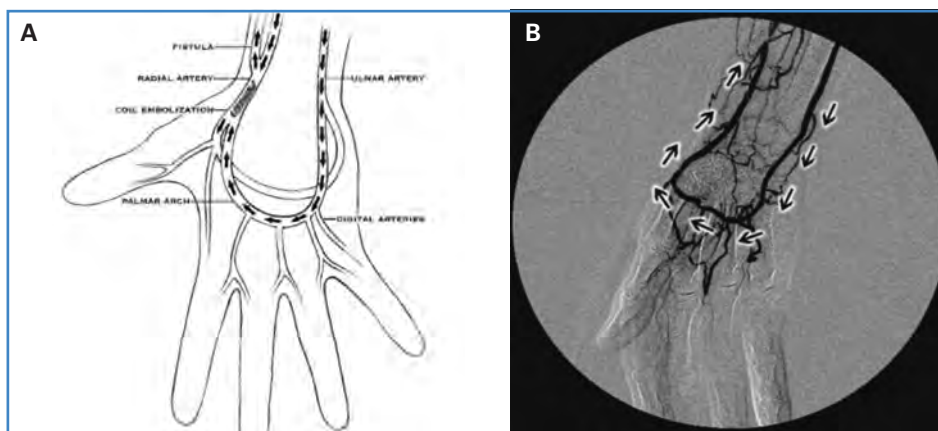 A
B
FISTULA
RADIAL ARTERY
ULNAR ARTERY
COIL EMBOLIZATION
PALMAR ARCH
DIGITAL ARTERIES